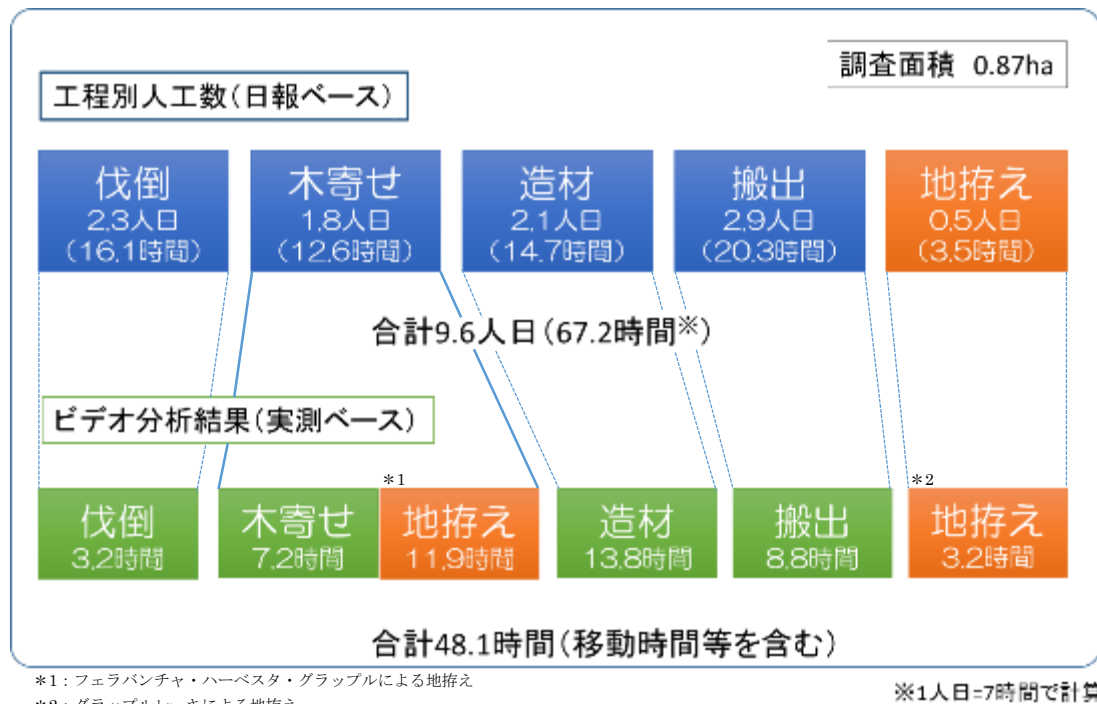 調査面積 0.87ha
工程別人工数(日報ベース)
伐倒
2.3人日
(16.1時間)
木寄せ
1.8人日
(12.6時間)
造材
2.1人日
(14.7時間)
搬出
2.9人日
(20.3時間)
地拵え
0.5人日
(3.5時間)
合計9.6人日(67.2時間※)
ビデオ分析結果(実測ベース)
伐倒
3.2時間
木寄せ
7.2時間
*1
地拵え
11.9時間
造材
13.8時間
搬出
8.8時間
*2
地拵え
3.2時間
合計48.1時間(移動時間等を含む)
*1:フェラバンチャ・ハーベスタ・グラップルによる地拵え
※1人日=7時間で計算